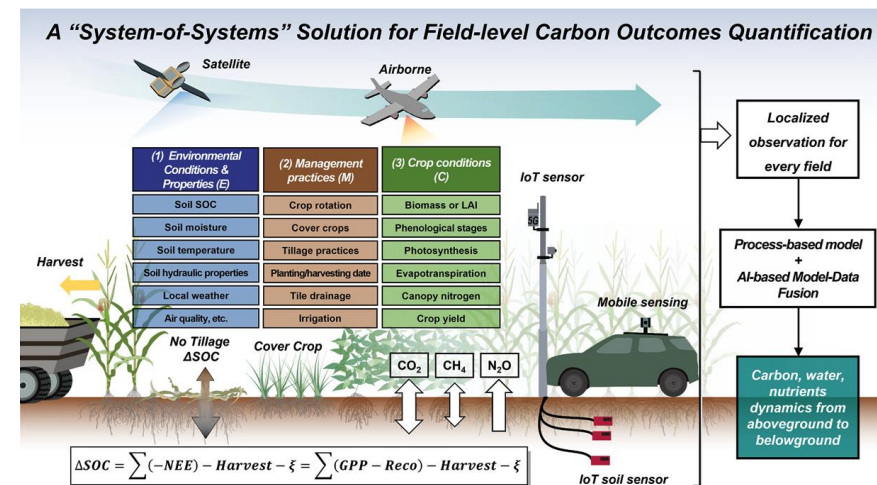 A “System-of-Systems” Solution for Field-level Carbon Outcomes Quantification
Satellite
Airborne
(1) Environmental
Conditions &
Properties (E)
Soil SOC
Soil moisture
Soil temperature
Soil hydraulic properties
Local weather
Air quality, etc.
(2) Management
practices (M)
Crop rotation
Cover crops
Tillage practices
Planting/harvesting date
Tile drainage
Irrigation
(3) Crop conditions
(C)
Biomass or LAI
Phenological stages
Photosynthesis
Evapotranspiration
Canopy nitrogen
Crop yield
IoT sensor
5G
Mobile sensing
Harvest
No Tillage
ΔSOC
Cover Crop
CO₂
CH₄
N₂O
ΔSOC = ∑(−NEE) − Harvest − ξ = ∑(GPP − Reco) − Harvest − ξ
IoT soil sensor
Localized
observation for
every field
Process-based model
+
AI-based Model-Data
Fusion
Carbon, water,
nutrients
dynamics from
aboveground to
belowground